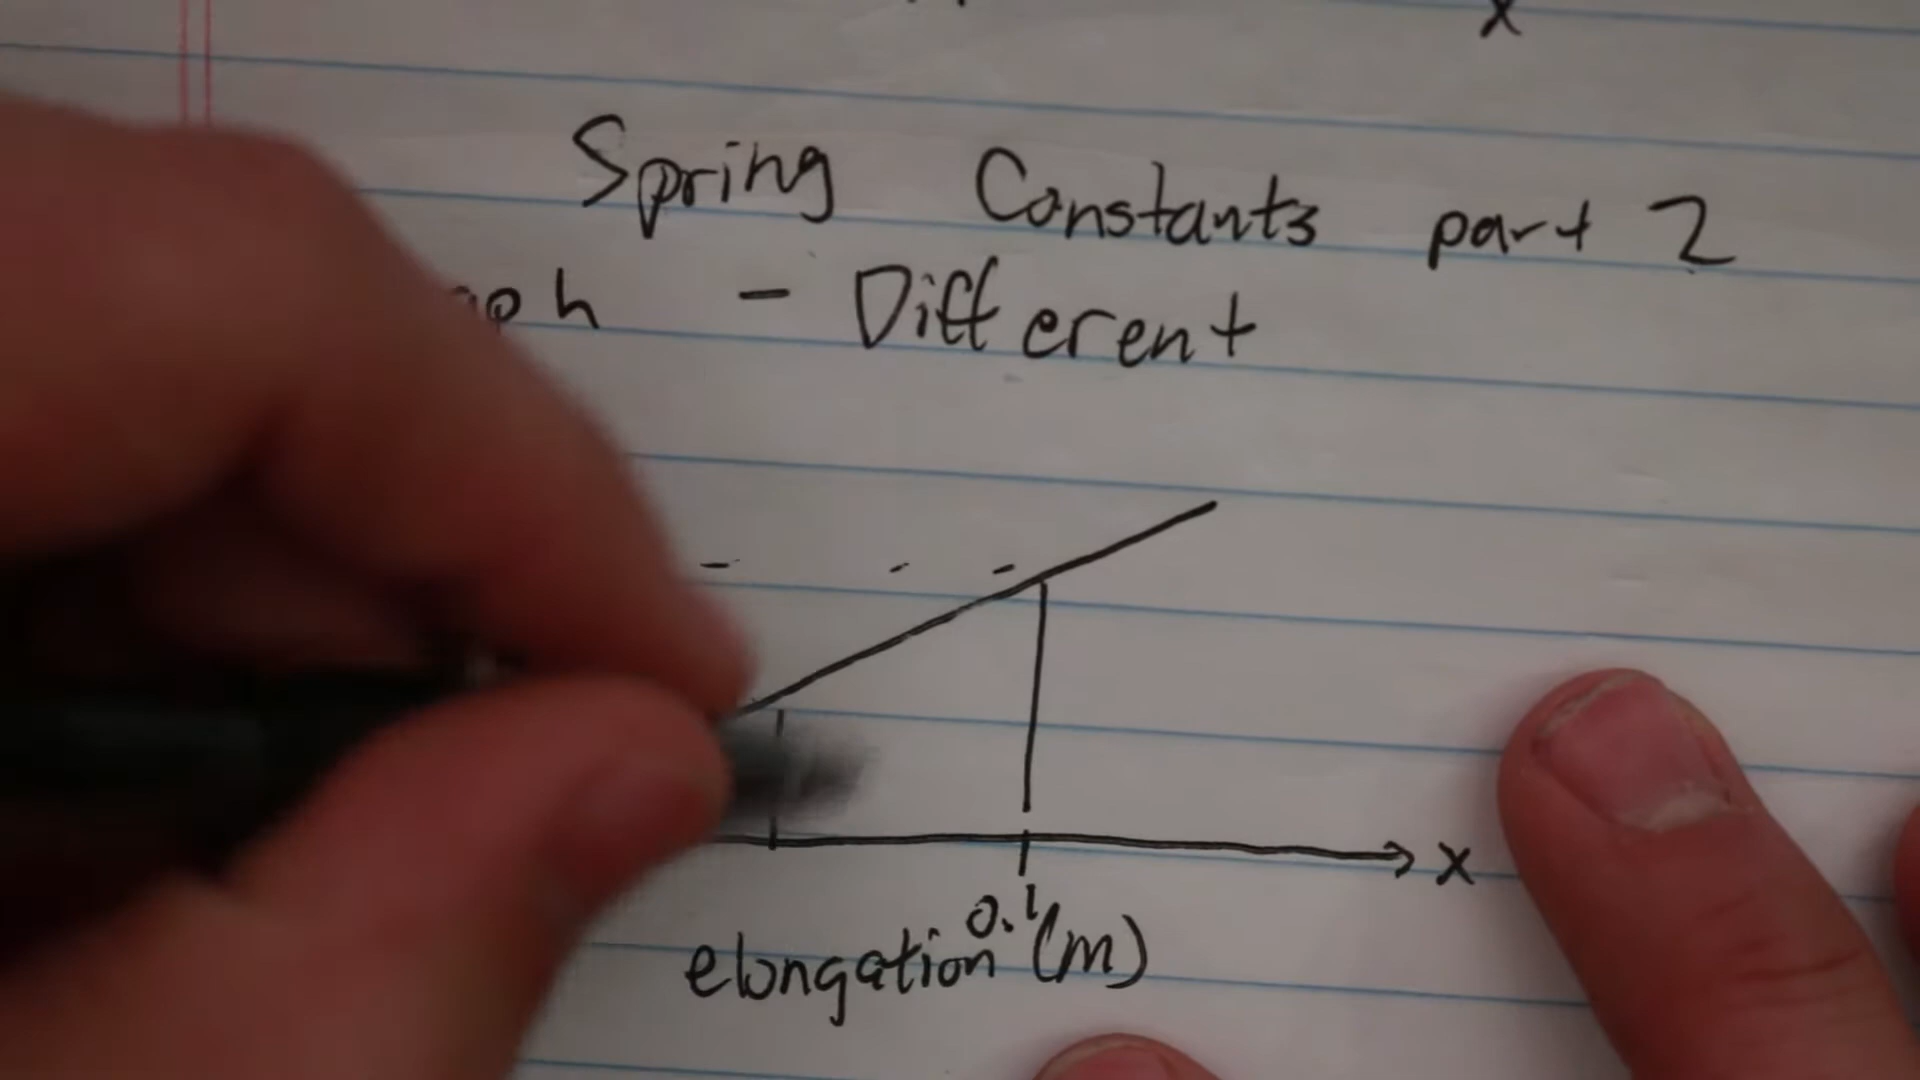 x
Spring Constants part 2
- Different
x
0.1
elongation (m)